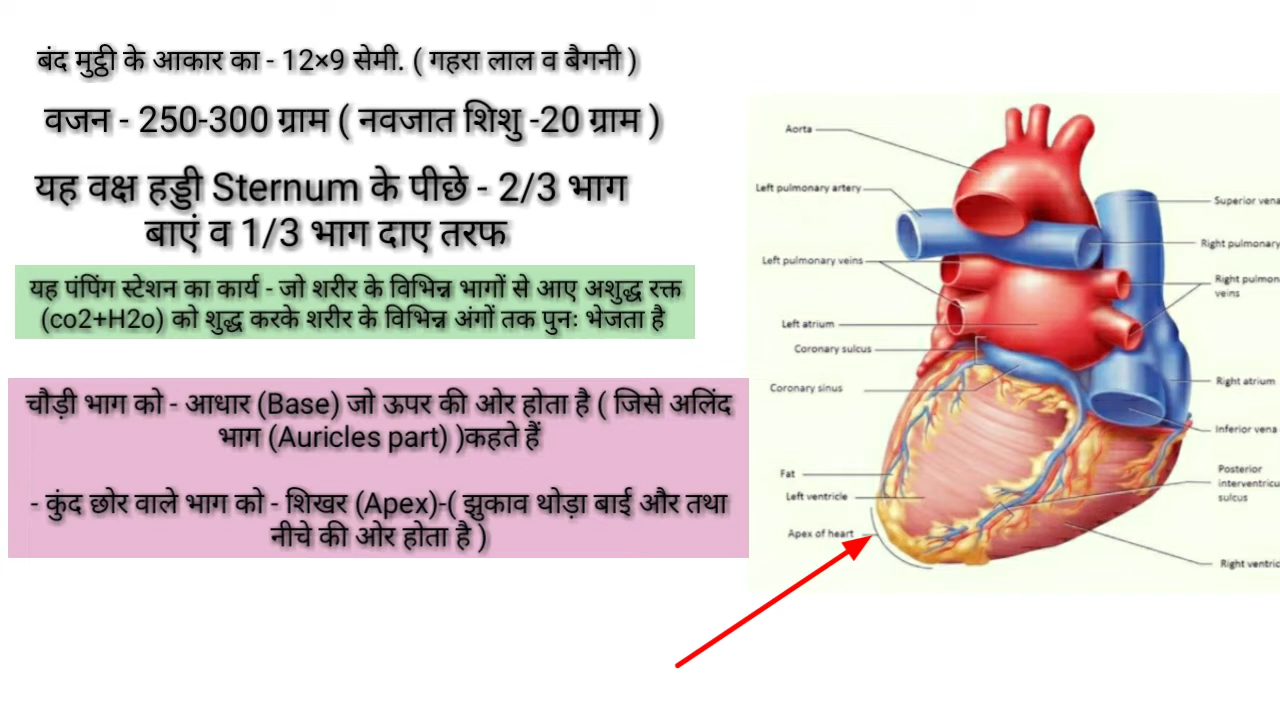 बंद मुट्ठी के आकार का - 12×9 सेमी. ( गहरा लाल व बैगनी )
वजन - 250-300 ग्राम ( नवजात शिशु -20 ग्राम )
यह वक्ष हड्डी Sternum के पीछे - 2/3 भाग
बाएं व 1/3 भाग दाए तरफ
यह पंपिंग स्टेशन का कार्य - जो शरीर के विभिन्न भागों से आए अशुद्ध रक्त
(co2+H2o) को शुद्ध करके शरीर के विभिन्न अंगों तक पुनः भेजता है
चौड़ी भाग को - आधार (Base) जो ऊपर की ओर होता है ( जिसे अलिंद
भाग (Auricles part) )कहते हैं
- कुंद छोर वाले भाग को - शिखर (Apex)-( झुकाव थोड़ा बाई और तथा
नीचे की ओर होता है )
Aorta
Left pulmonary artery
Left pulmonary veins
Left atrium
Coronary sulcus
Coronary sinus
Fat
Left ventricle
Apex of heart
Superior vena
Right pulmonary
Right pulmon
veins
Right atrium
Inferior vena
Posterior
interventricu
sulcus
Right ventric